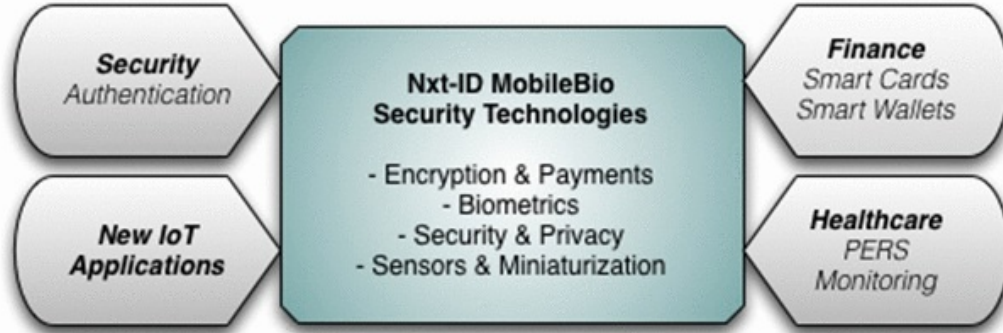 Security
Authentication
New IoT
Applications
Nxt-ID MobileBio
Security Technologies
- Encryption & Payments
- Biometrics
- Security & Privacy
- Sensors & Miniaturization
Finance
Smart Cards
Smart Wallets
Healthcare
PERS
Monitoring